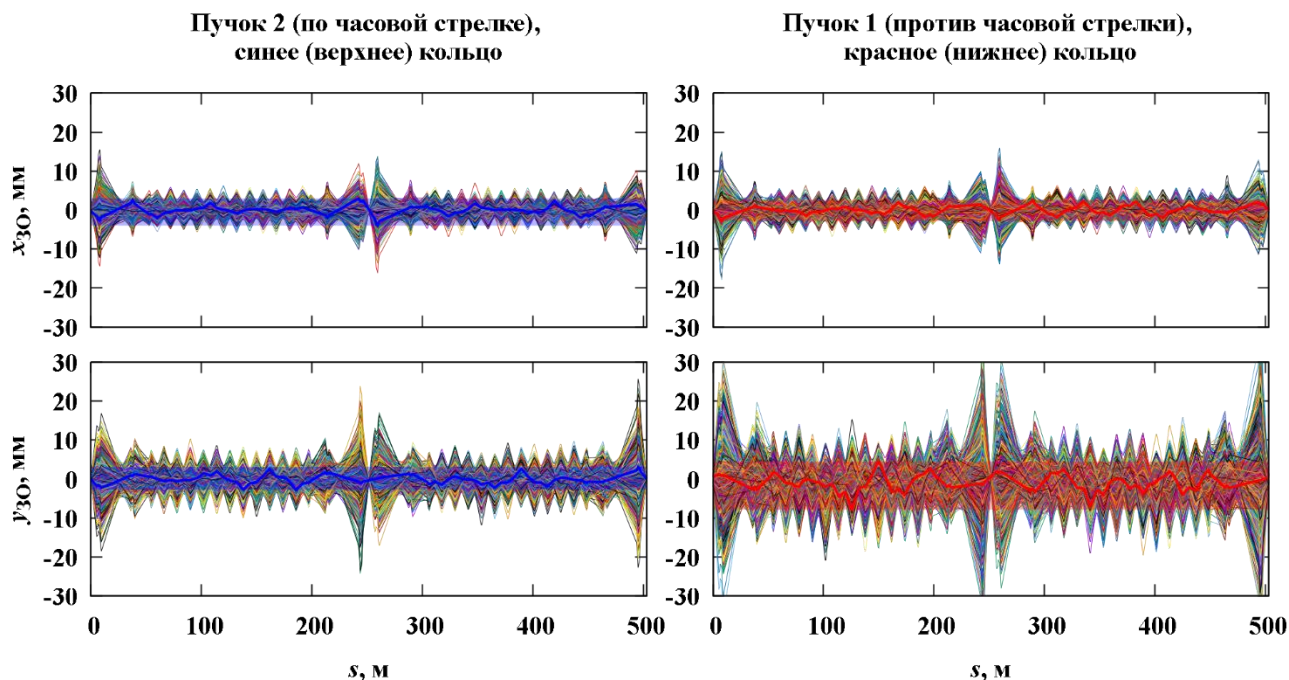 Пучок 2 (по часовой стрелке),
синее (верхнее) кольцо
Пучок 1 (против часовой стрелки),
красное (нижнее) кольцо
xЗО, мм
30
20
10
0
-10
-20
-30
30
20
10
0
-10
-20
-30
yЗО, мм
30
20
10
0
-10
-20
-30
30
20
10
0
-10
-20
-30
0 100 200 300 400 500
0 100 200 300 400 500
s, м
s, м